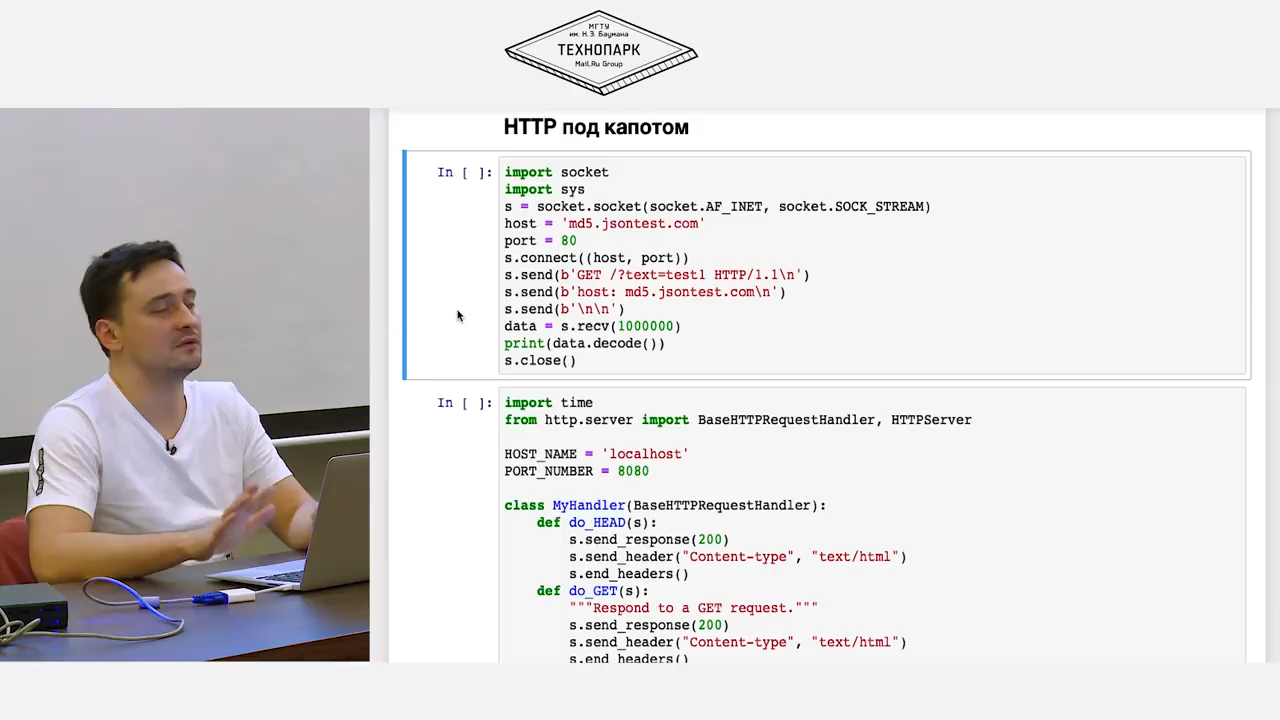 МГТУ
им. Н.Э. Баумана
ТЕХНОПАРК
Mail.Ru Group
HTTP под капотом
In [ ]:
import socket
import sys
s = socket.socket(socket.AF_INET, socket.SOCK_STREAM)
host = 'md5.jsontest.com'
port = 80
s.connect((host, port))
s.send(b'GET /?text=test1 HTTP/1.1\n')
s.send(b'host: md5.jsontest.com\n')
s.send(b'\n\n')
data = s.recv(1000000)
print(data.decode())
s.close()
In [ ]:
import time
from http.server import BaseHTTPRequestHandler, HTTPServer
HOST_NAME = 'localhost'
PORT_NUMBER = 8080
class MyHandler(BaseHTTPRequestHandler):
    def do_HEAD(s):
        s.send_response(200)
        s.send_header("Content-type", "text/html")
        s.end_headers()
    def do_GET(s):
        """Respond to a GET request."""
        s.send_response(200)
        s.send_header("Content-type", "text/html")
        s.end_headers()